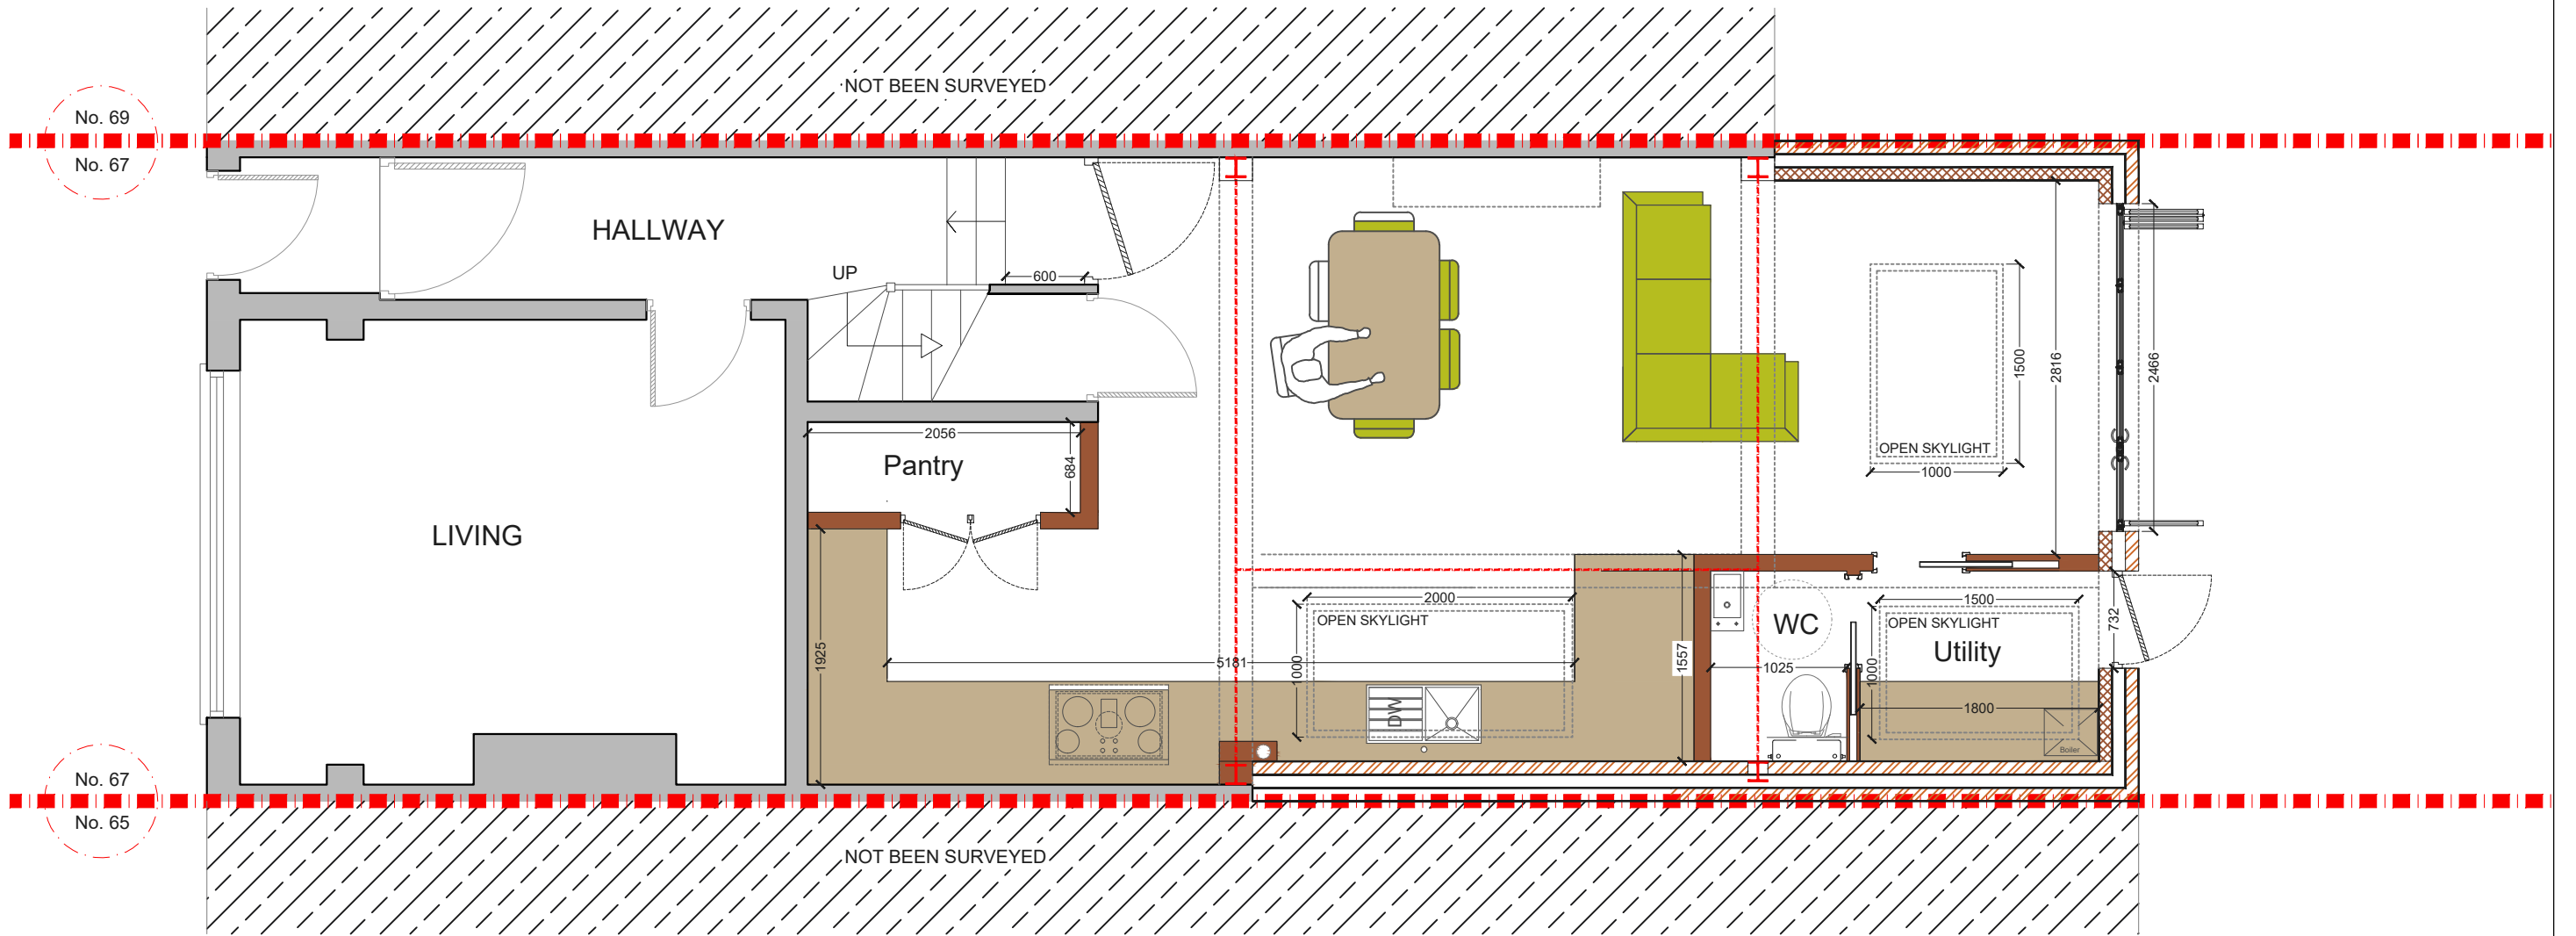 NOT BEEN SURVEYED
No. 69
No. 67
HALLWAY
UP
600
2056
Pantry
684
LIVING
1925
5181
2000
OPEN SKYLIGHT
1000
DW
1557
WC
1025
1500
OPEN SKYLIGHT
1000
Utility
1800
Boiler
732
OPEN SKYLIGHT
1000
1500
2816
2466
No. 67
No. 65
NOT BEEN SURVEYED